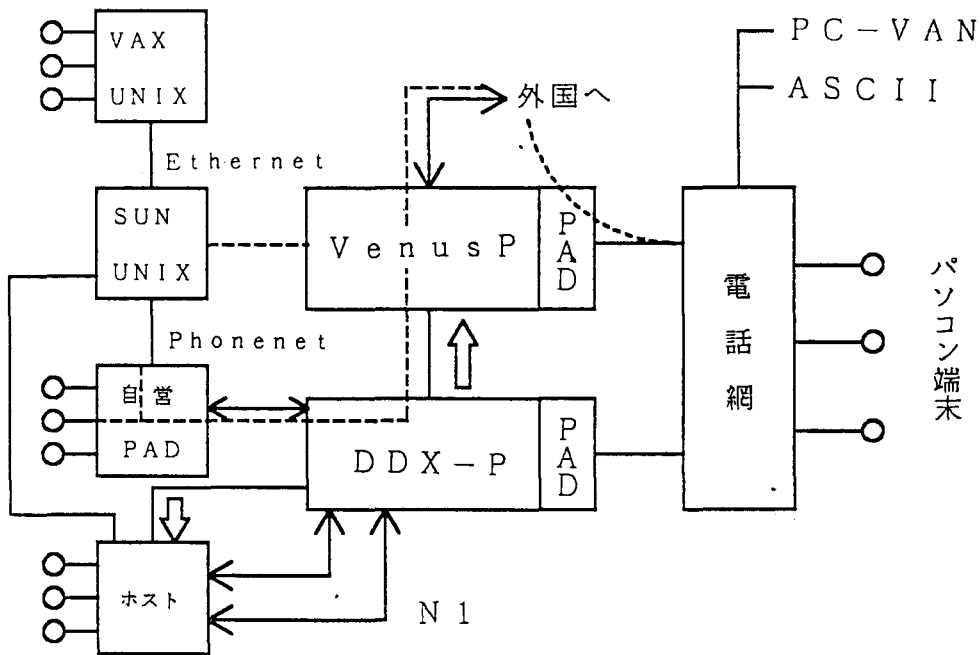 VAX
UNIX
Ethernet
SUN
UNIX
Phonenet
自営
PAD
ホスト
外国へ
VenusP
PAD
DDX-P
PAD
N1
PC-VAN
ASCII
電話網
パソコン端末